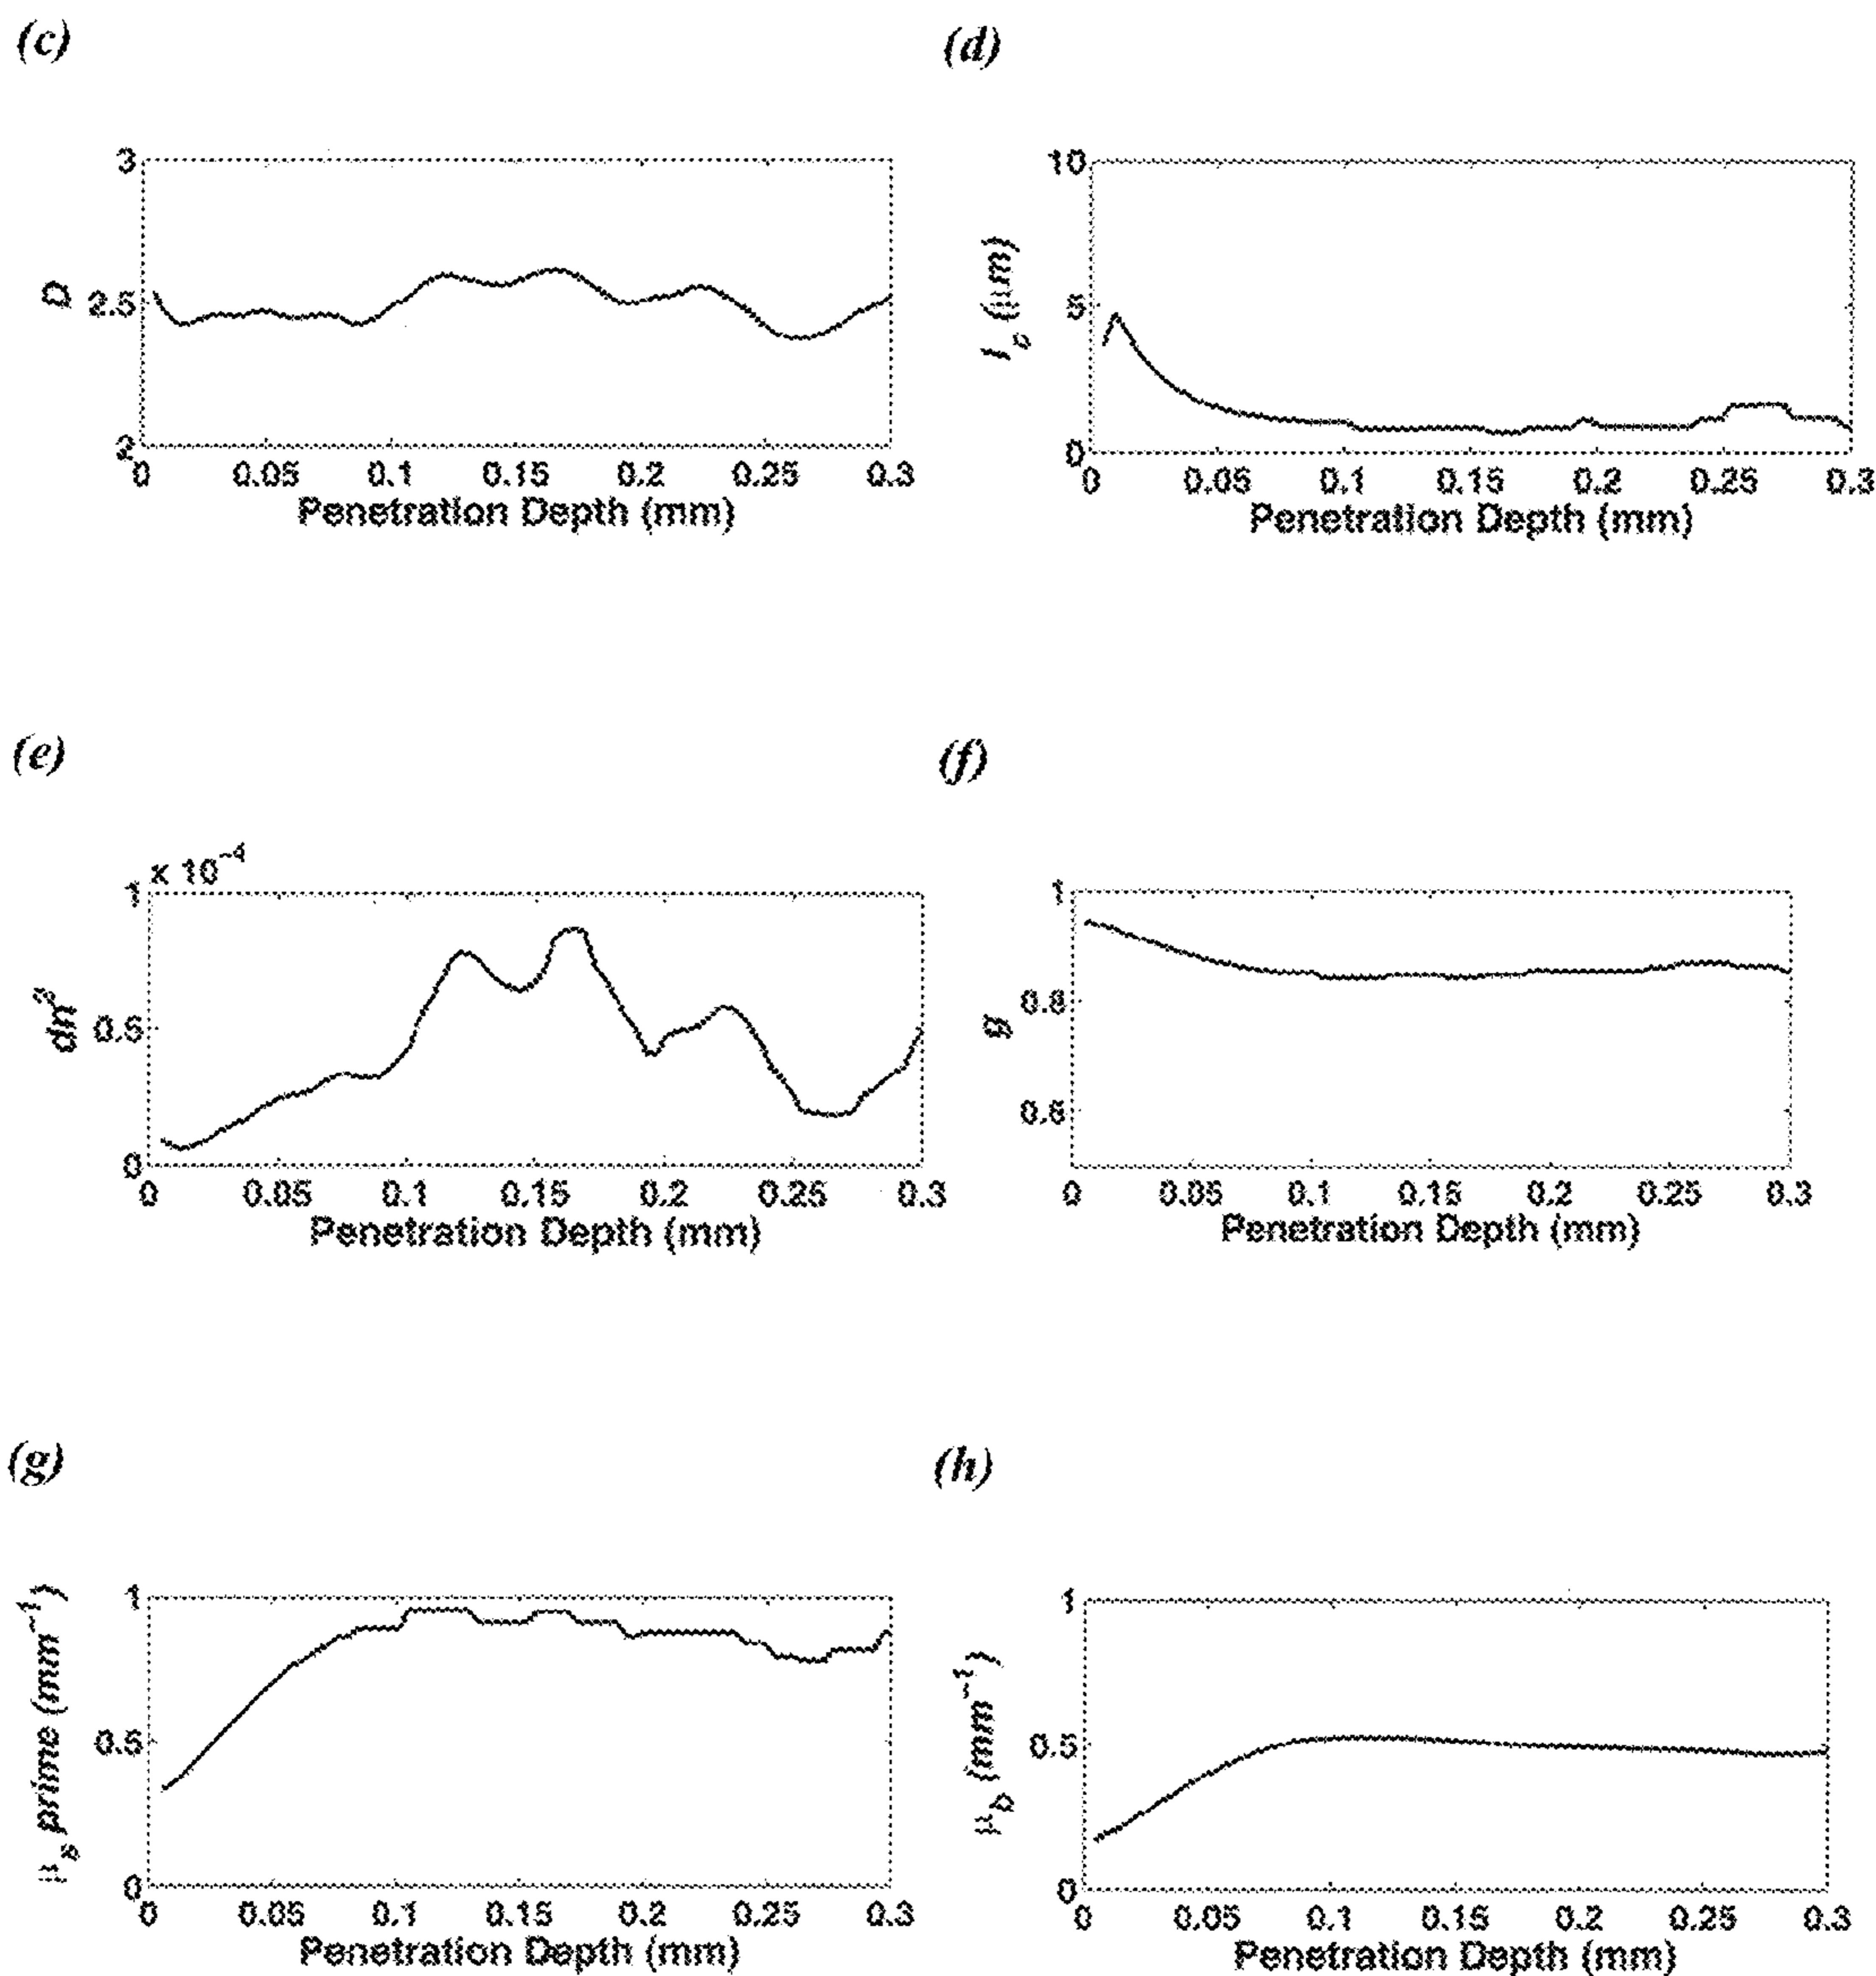 (c)
(d)
3
2.5
2
D
0 0.05 0.1 0.15 0.2 0.25 0.3
Penetration Depth (mm)
10
5
0
l_c (μm)
0 0.05 0.1 0.15 0.2 0.25 0.3
Penetration Depth (mm)
(e)
(f)
x 10^-4
1
0.5
0
dn^2
0 0.05 0.1 0.15 0.2 0.25 0.3
Penetration Depth (mm)
1
0.8
0.6
g
0 0.05 0.1 0.15 0.2 0.25 0.3
Penetration Depth (mm)
(g)
(h)
1
0.5
0
μ_s prime (mm^-1)
0 0.05 0.1 0.15 0.2 0.25 0.3
Penetration Depth (mm)
1
0.5
0
μ_b (mm^-1)
0 0.05 0.1 0.15 0.2 0.25 0.3
Penetration Depth (mm)